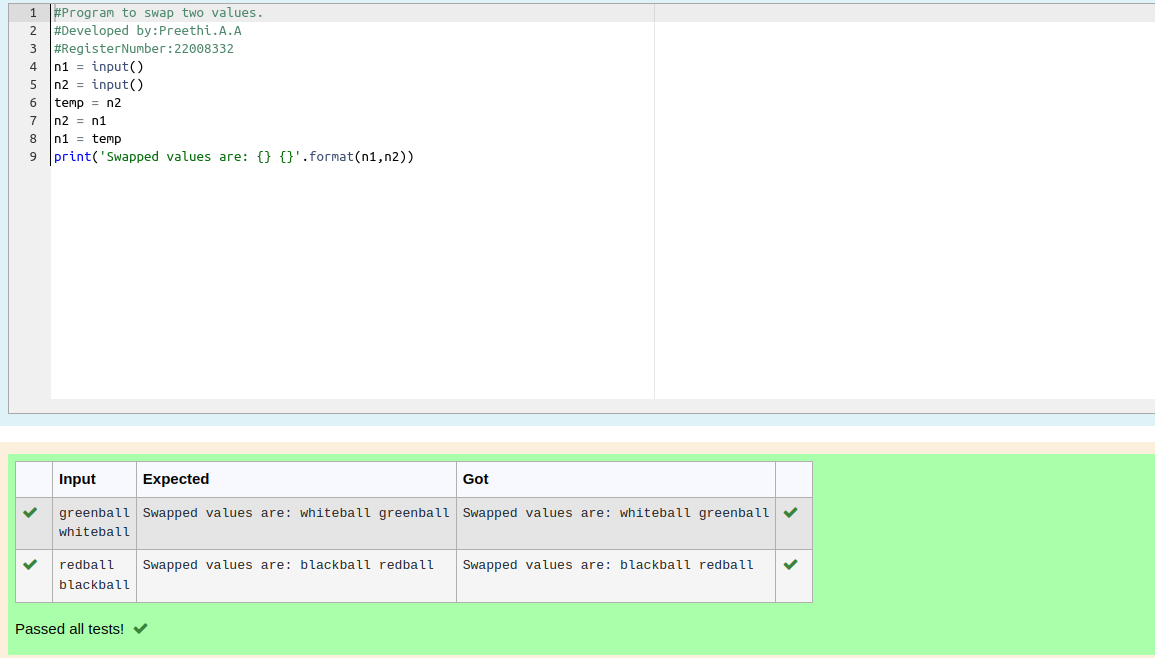 1 #Program to swap two values.
2 #Developed by:Preethi.A.A
3 #RegisterNumber:22008332
4 n1 = input()
5 n2 = input()
6 temp = n2
7 n2 = n1
8 n1 = temp
9 print('Swapped values are: {} {}'.format(n1,n2))
Input Expected Got
greenball Swapped values are: whiteball greenball Swapped values are: whiteball greenball
whiteball
redball Swapped values are: blackball redball Swapped values are: blackball redball
blackball
Passed all tests!